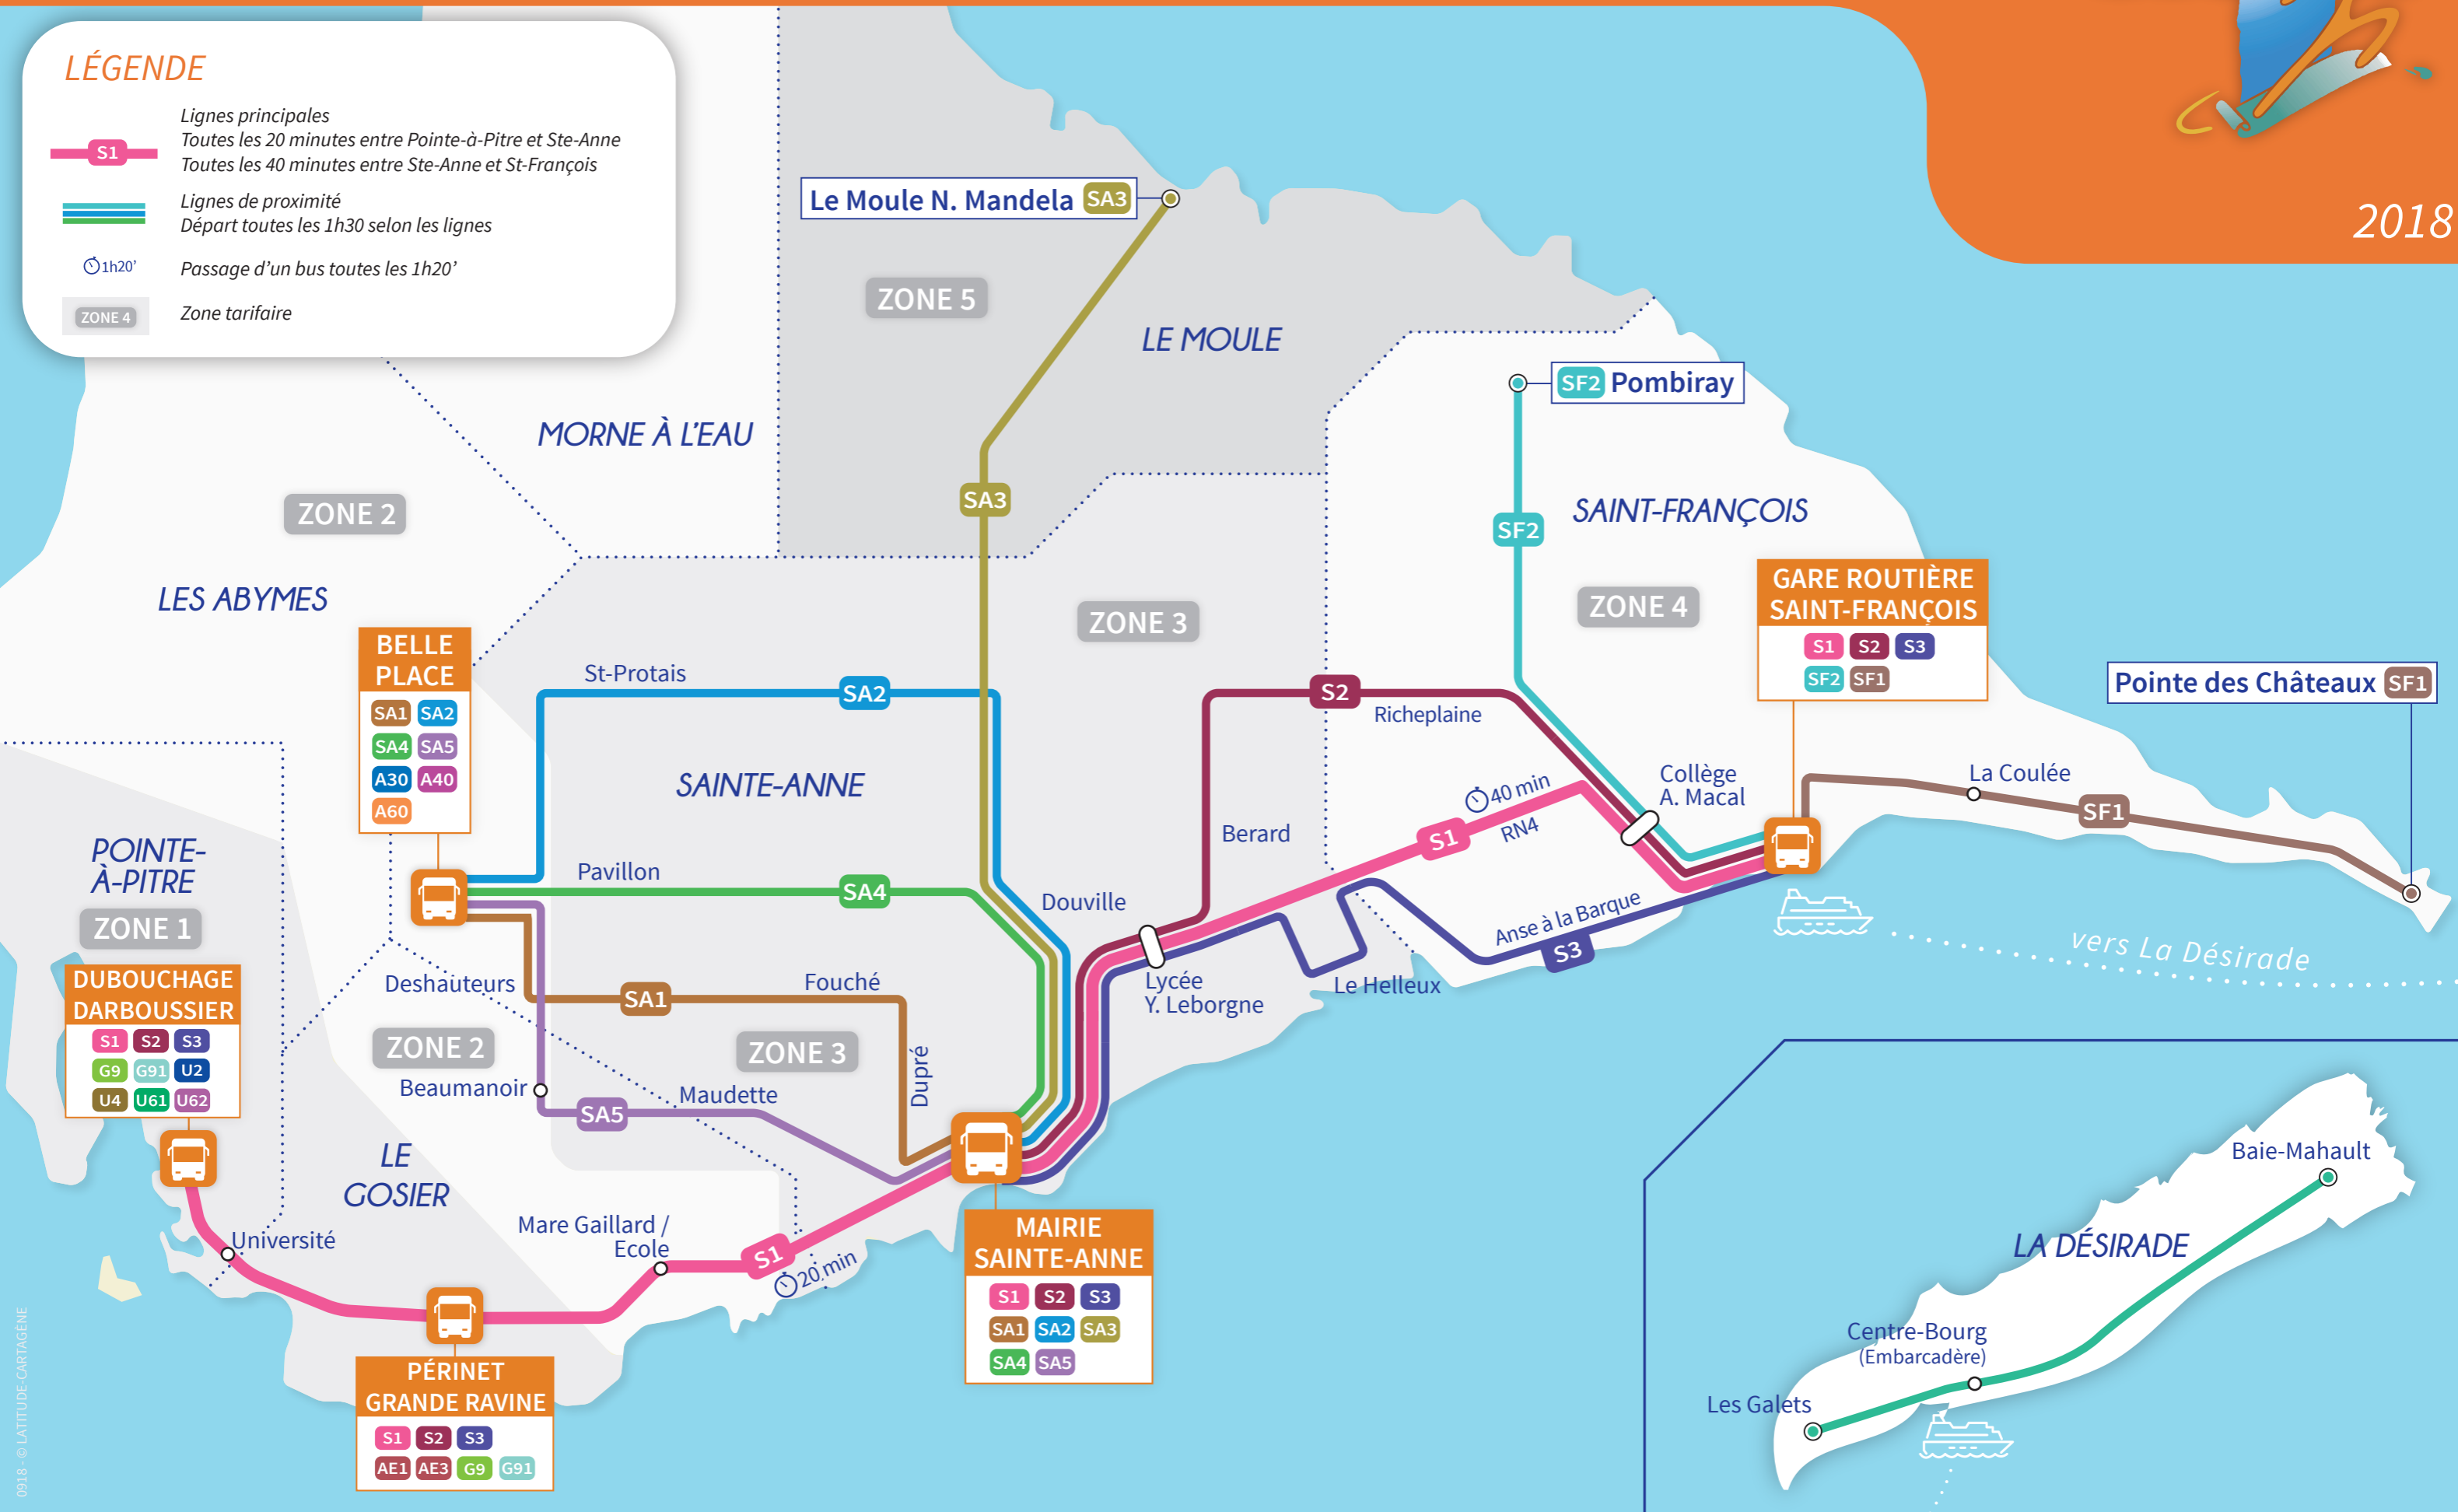 LÉGENDE
S1
Lignes principales
Toutes les 20 minutes entre Pointe-à-Pitre et Ste-Anne
Toutes les 40 minutes entre Ste-Anne et St-François
Lignes de proximité
Départ toutes les 1h30 selon les lignes
1h20’
Passage d’un bus toutes les 1h20’
ZONE 4
Zone tarifaire
2018
Le Moule N. Mandela SA3
ZONE 5
LE MOULE
SF2 Pombiray
MORNE À L’EAU
SA3
ZONE 2
SAINT-FRANÇOIS
SF2
LES ABYMES
ZONE 3
ZONE 4
GARE ROUTIÈRE
SAINT-FRANÇOIS
S1 S2 S3
SF2 SF1
BELLE
PLACE
SA1 SA2
SA4 SA5
A30 A40
A60
St-Protais
SA2
S2
Richeplaine
Pointe des Châteaux SF1
SAINTE-ANNE
40 min
S1
RN4
Berard
Collège
A. Macal
La Coulée
SF1
POINTE-
À-PITRE
ZONE 1
Pavillon
SA4
Douville
Anse à la Barque
S3
vers La Désirade
Lycée
Y. Leborgne
Le Helleux
DUBOUCHAGE
DARBOUSSIER
S1 S2 S3
G9 G91 U2
U4 U61 U62
Deshauteurs
SA1
Fouché
ZONE 2
ZONE 3
Dupré
Beaumanoir
SA5
Maudette
LE
GOSIER
Université
Mare Gaillard /
Ecole
S1
20 min
MAIRIE
SAINTE-ANNE
S1 S2 S3
SA1 SA2 SA3
SA4 SA5
PÉRINET
GRANDE RAVINE
S1 S2 S3
AE1 AE3 G9 G91
Baie-Mahault
LA DÉSIRADE
Centre-Bourg
(Embarcadère)
Les Galets
0918 - © LATITUDE-CARTAGÈNE